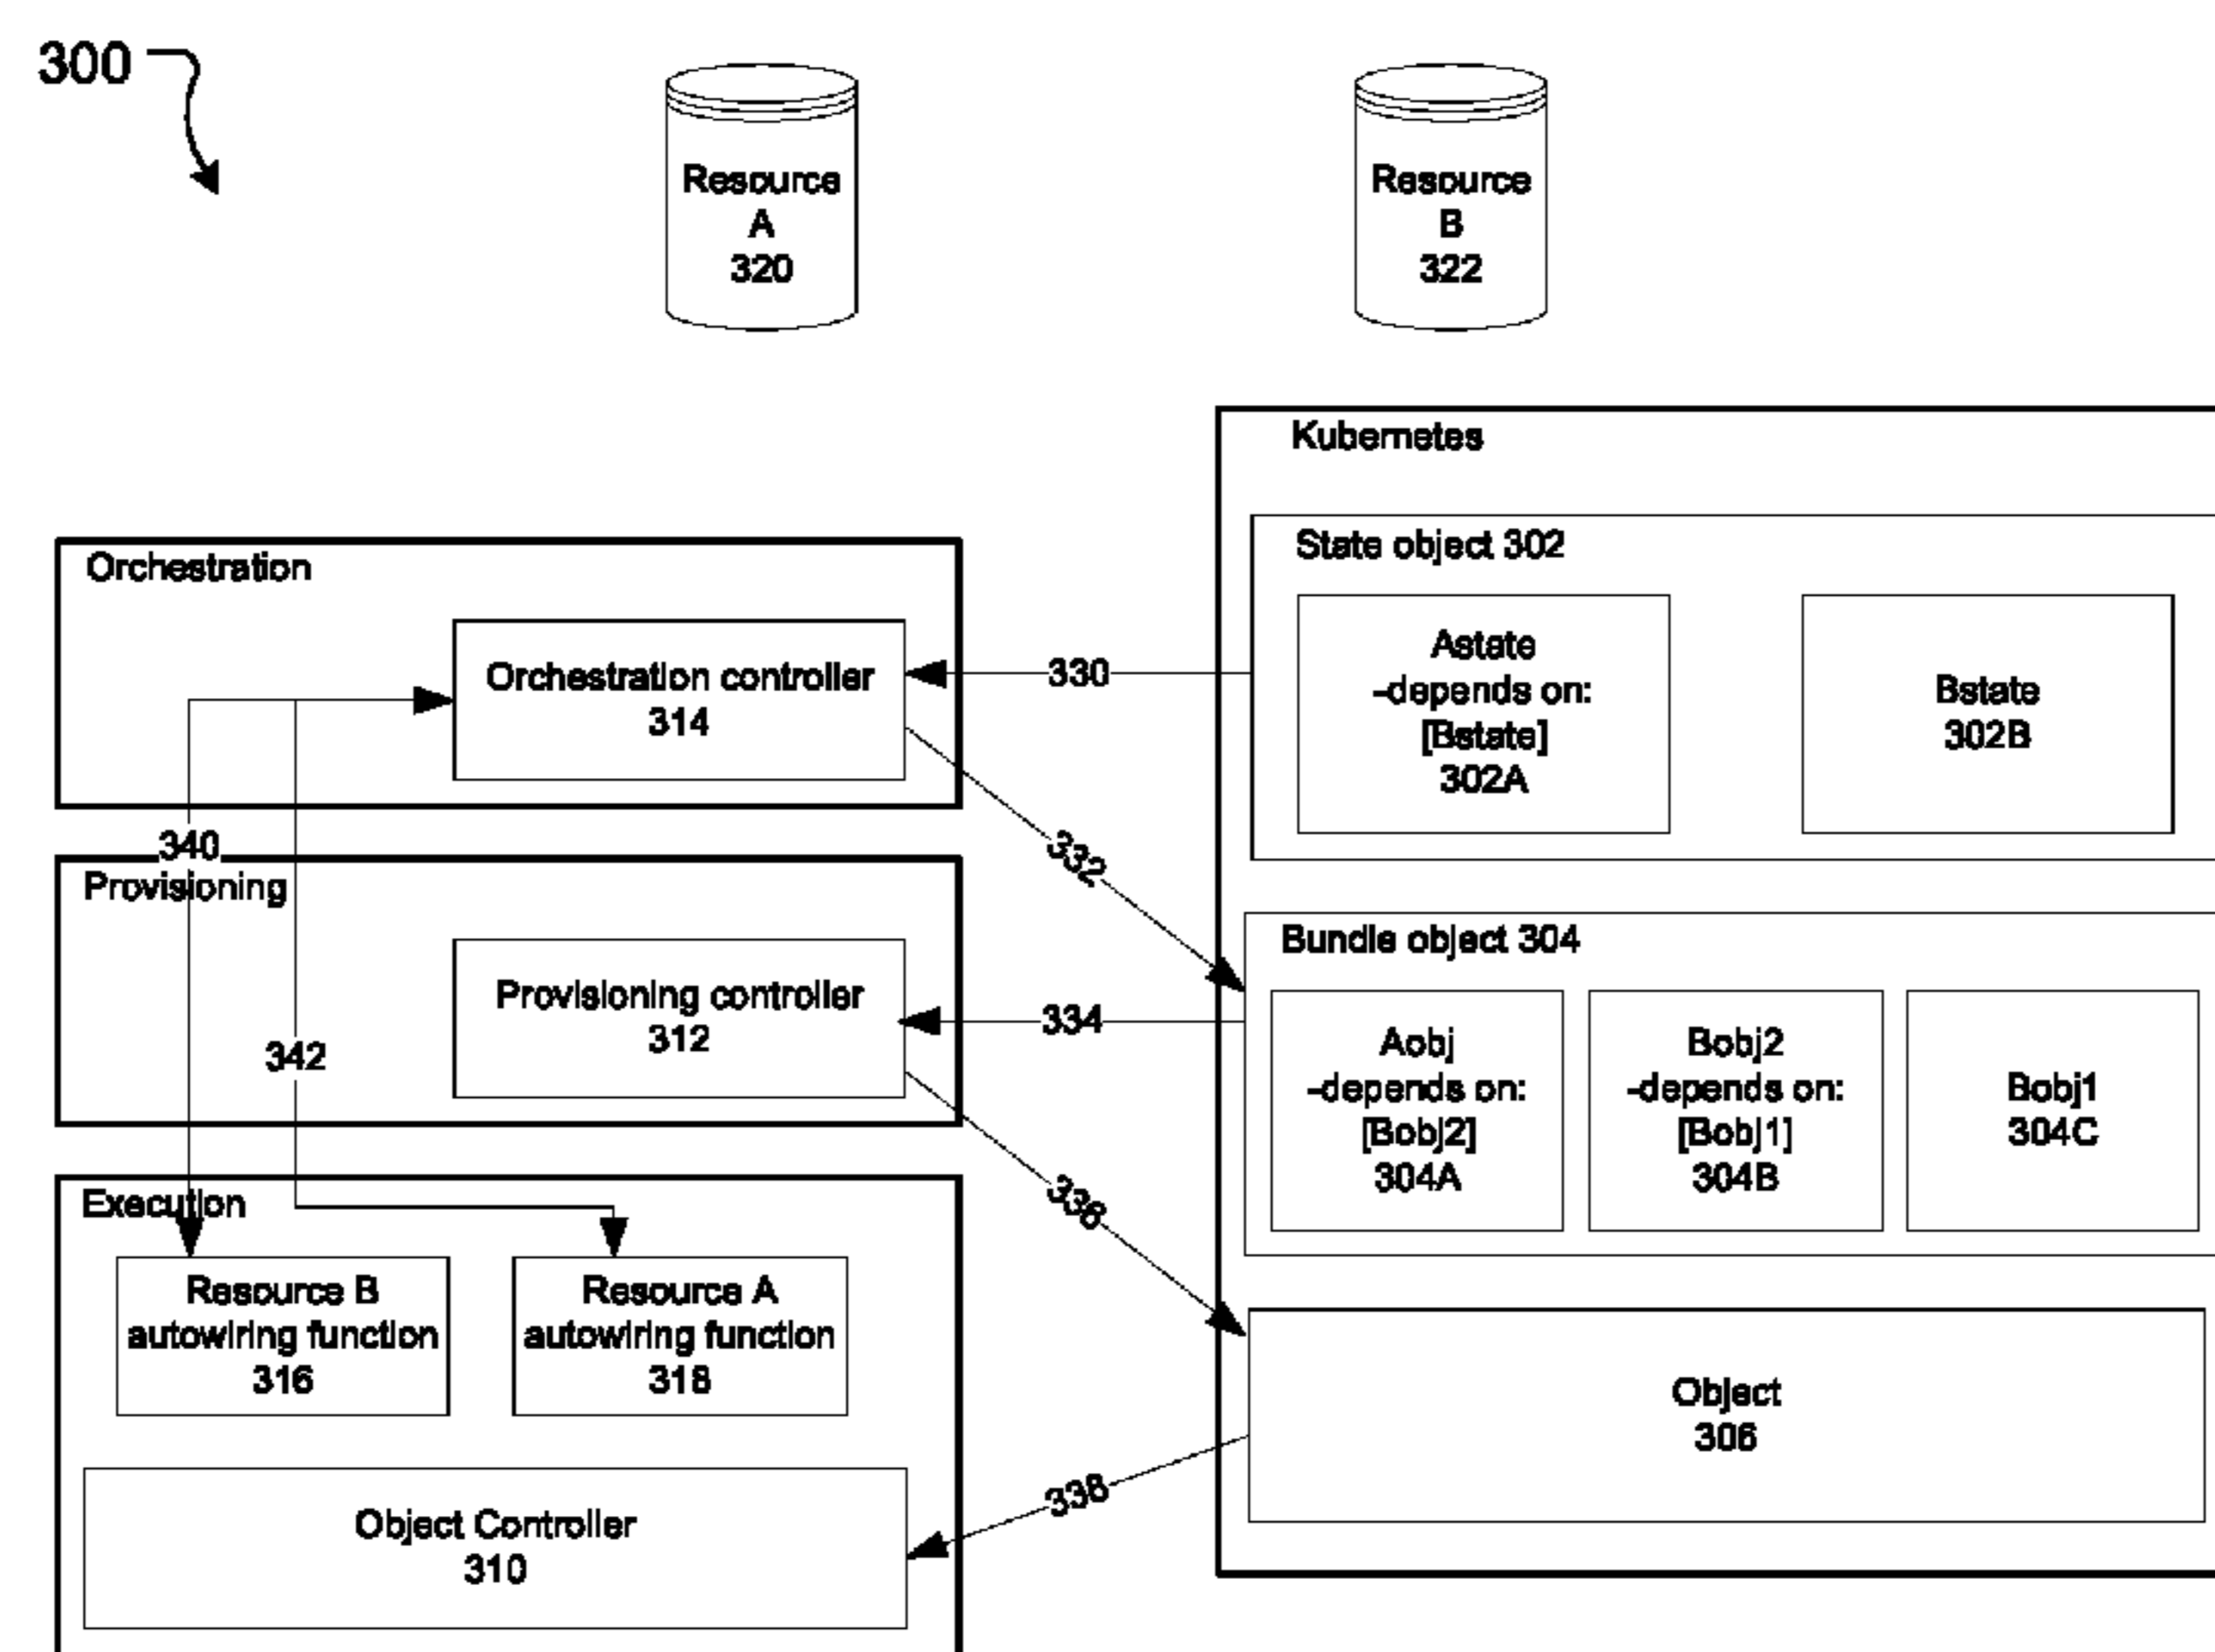 300
Resource
A
320
Resource
B
322
Kubernetes
State object 302
Astate
-depends on:
[Bstate]
302A
Bstate
302B
Orchestration
Orchestration controller
314
330
332
340
Provisioning
Provisioning controller
312
334
342
Bundle object 304
Aobj
-depends on:
[Bobj2]
304A
Bobj2
-depends on:
[Bobj1]
304B
Bobj1
304C
336
Execution
Resource B
autowiring function
316
Resource A
autowiring function
318
Object
306
338
Object Controller
310